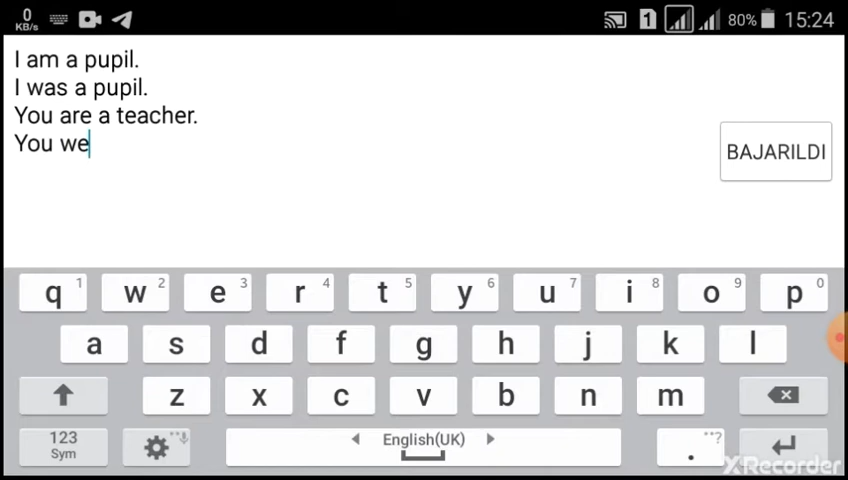 0
KB/s
1
80%
15:24
I am a pupil.
I was a pupil.
You are a teacher.
You we
BAJARILDI
q 1 w 2 e 3 r 4 t 5 y 6 u 7 i 8 o 9 p 0
a s d f g h j k l
z x c v b n m
123
Sym
English(UK)
. ,,?
XRecorder